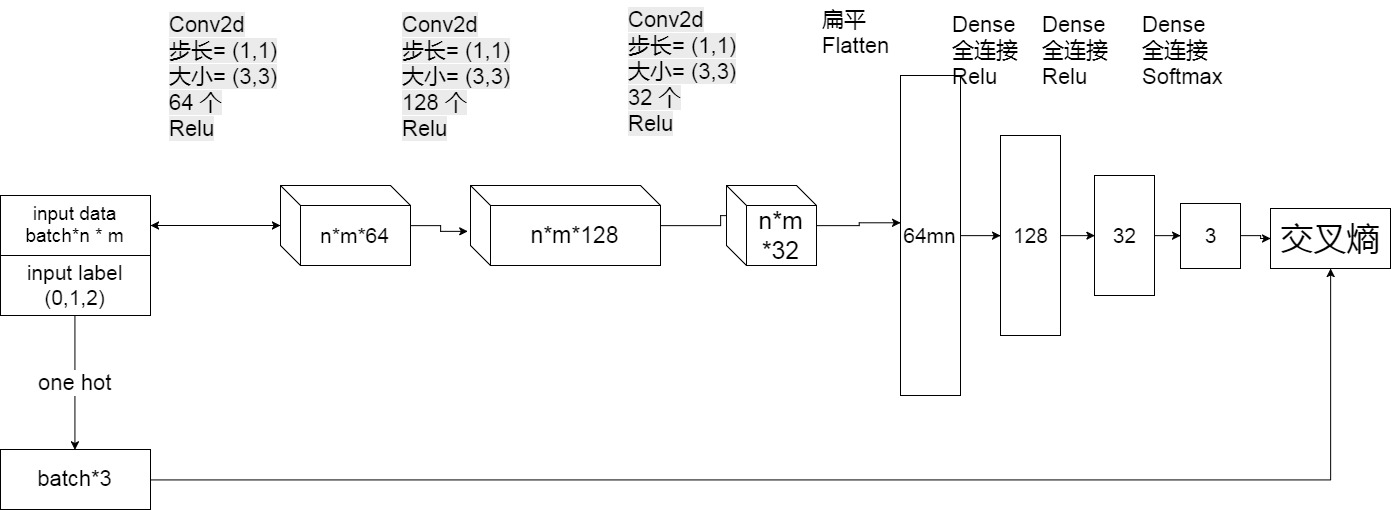 Conv2d
步长= (1,1)
大小= (3,3)
64 个
Relu
Conv2d
步长= (1,1)
大小= (3,3)
128 个
Relu
Conv2d
步长= (1,1)
大小= (3,3)
32 个
Relu
扁平
Flatten
Dense
全连接
Relu
Dense
全连接
Relu
Dense
全连接
Softmax
input data
batch*n * m
input label
(0,1,2)
n*m*64
n*m*128
n*m
*32
64mn
128
32
3
交叉熵
one hot
batch*3